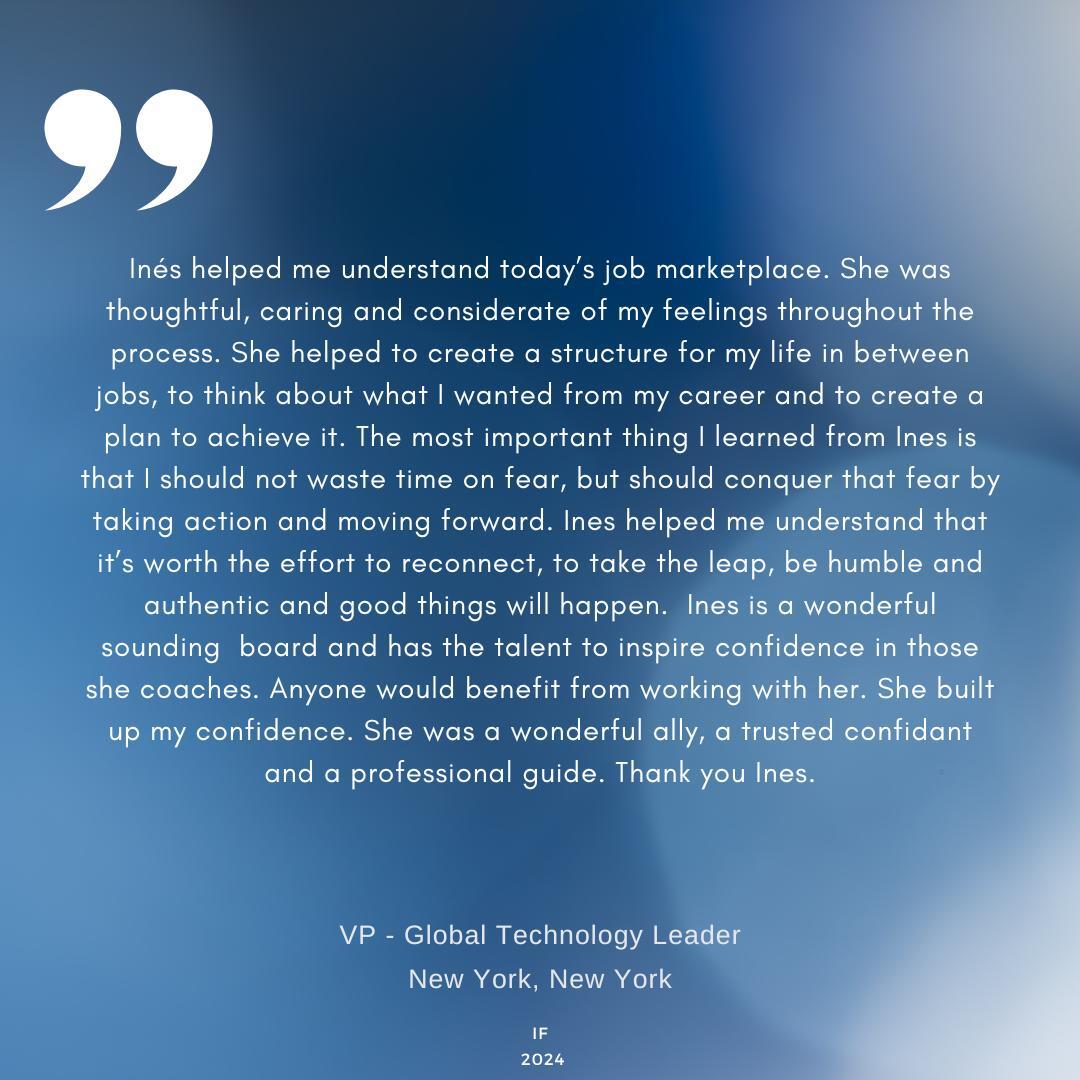 Inés helped me understand today’s job marketplace. She was
thoughtful, caring and considerate of my feelings throughout the
process. She helped to create a structure for my life in between
jobs, to think about what I wanted from my career and to create a
plan to achieve it. The most important thing I learned from Ines is
that I should not waste time on fear, but should conquer that fear by
taking action and moving forward. Ines helped me understand that
it’s worth the effort to reconnect, to take the leap, be humble and
authentic and good things will happen.  Ines is a wonderful
sounding  board and has the talent to inspire confidence in those
she coaches. Anyone would benefit from working with her. She built
up my confidence. She was a wonderful ally, a trusted confidant
and a professional guide. Thank you Ines.
VP - Global Technology Leader
New York, New York
IF
2024